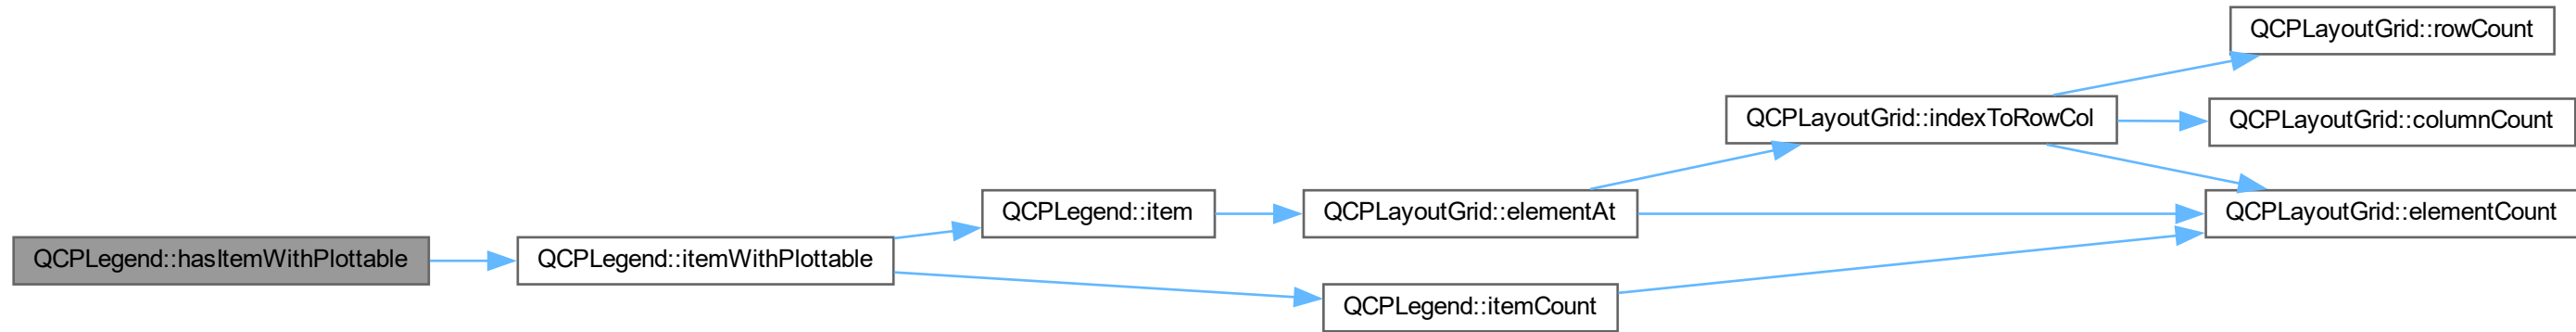 QCPLegend::hasItemWithPlottable
QCPLegend::itemWithPlottable
QCPLegend::item
QCPLegend::itemCount
QCPLayoutGrid::elementAt
QCPLayoutGrid::indexToRowCol
QCPLayoutGrid::rowCount
QCPLayoutGrid::columnCount
QCPLayoutGrid::elementCount